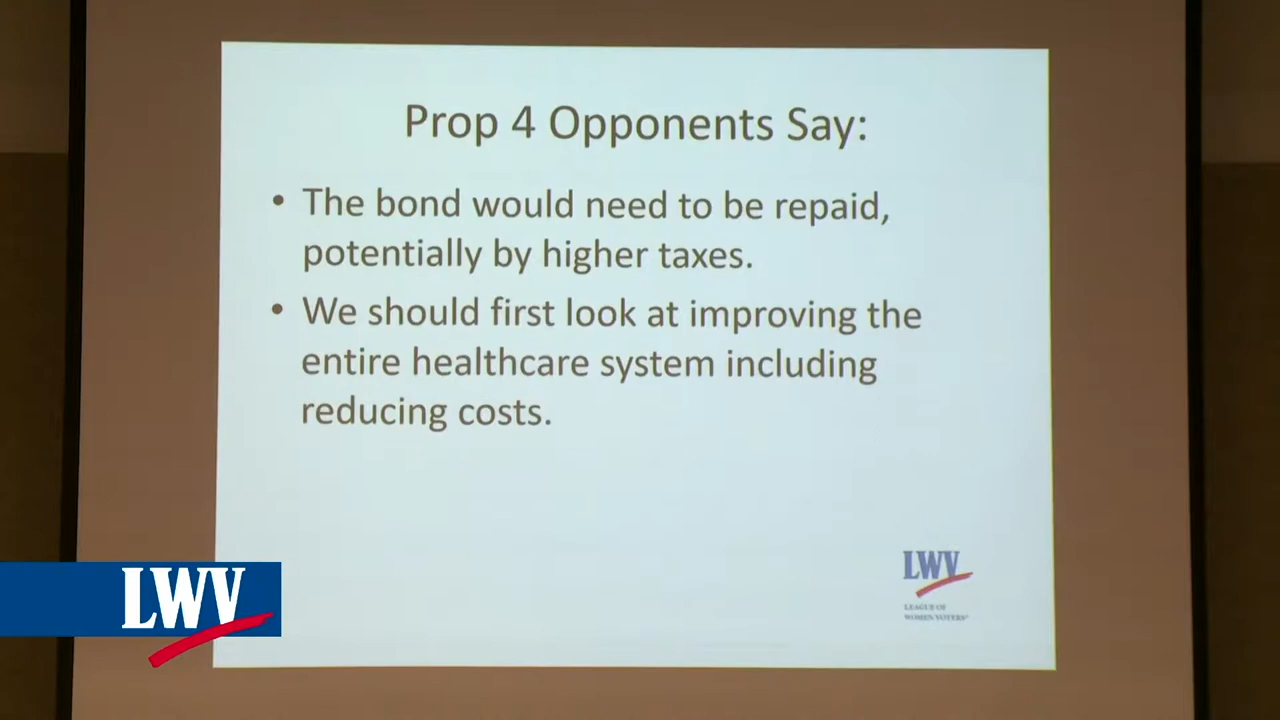 Prop 4 Opponents Say:
• The bond would need to be repaid,
potentially by higher taxes.
• We should first look at improving the
entire healthcare system including
reducing costs.
LWV
LEAGUE OF
WOMEN VOTERS®
LWV